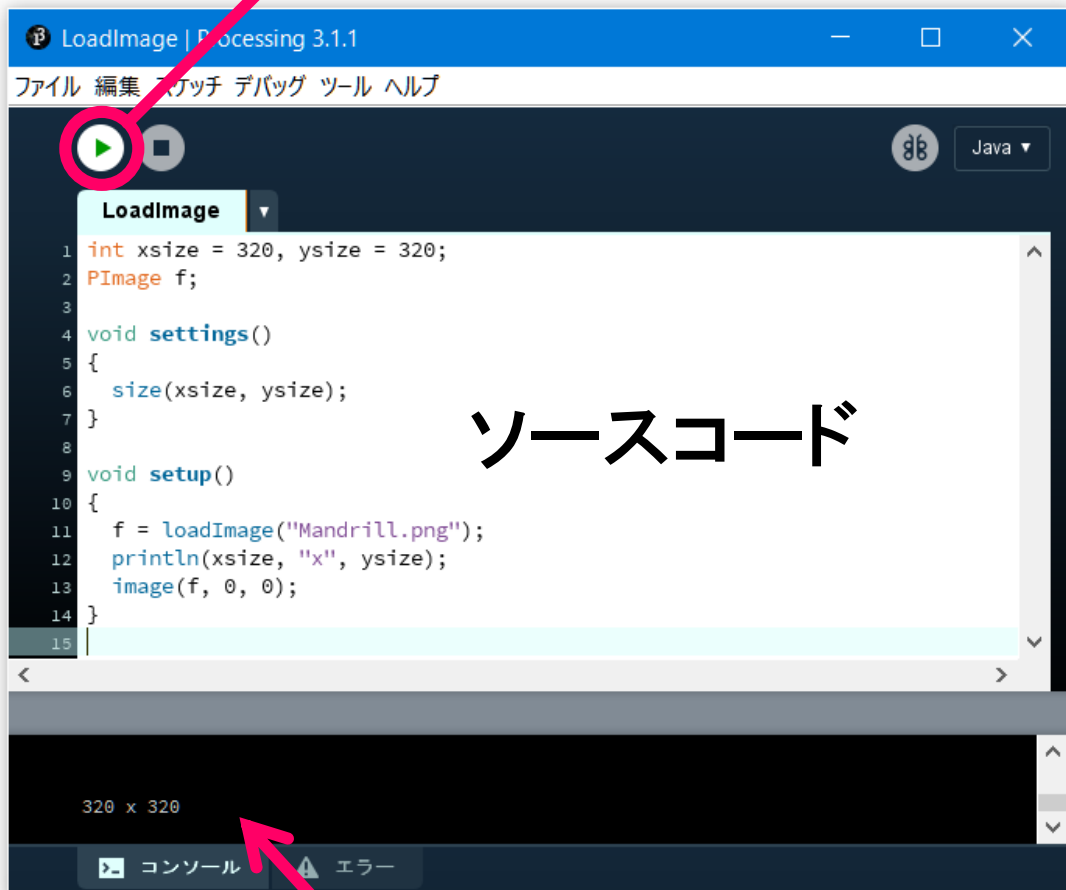 LoadImage | Processing 3.1.1
ファイル 編集 スケッチ デバッグ ツール ヘルプ
Java ▼
LoadImage ▼
1 int xsize = 320, ysize = 320;
2 PImage f;
3
4 void settings()
5 {
6 size(xsize, ysize);
7 }
8
9 void setup()
10 {
11 f = loadImage("Mandrill.png");
12 println(xsize, "x", ysize);
13 image(f, 0, 0);
14 }
15
ソースコード
320 x 320
コンソール エラー